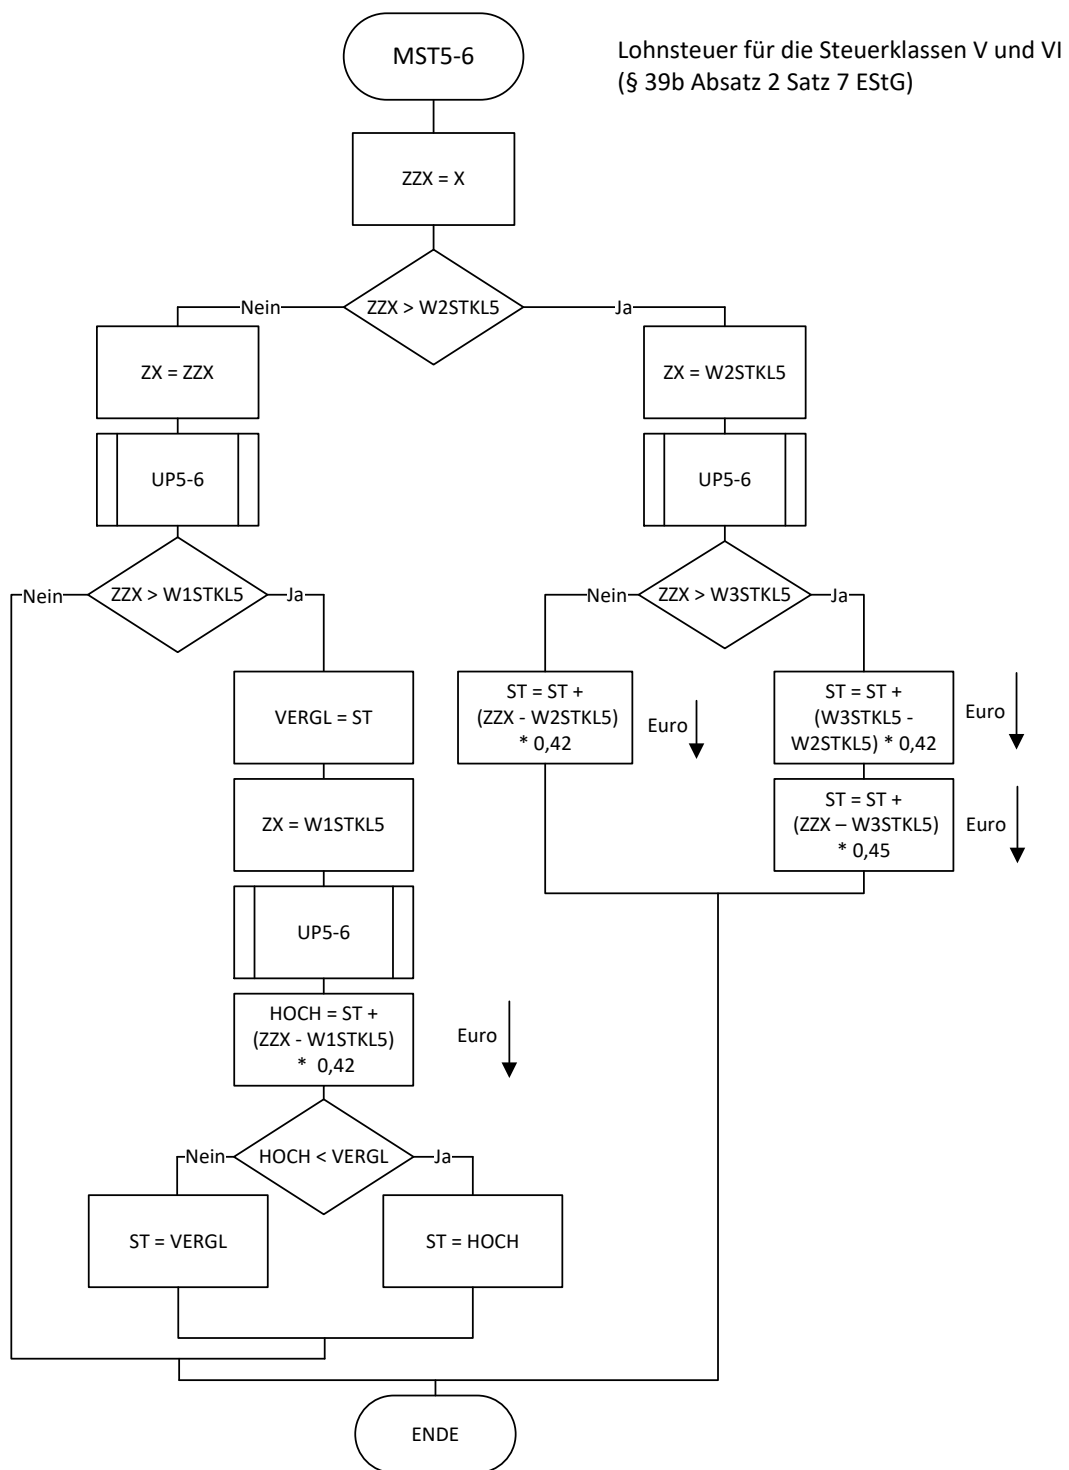 MST5-6
Lohnsteuer für die Steuerklassen V und VI
(§ 39b Absatz 2 Satz 7 EStG)
ZZX = X
ZZX > W2STKL5
Nein
Ja
ZX = ZZX
ZX = W2STKL5
UP5-6
UP5-6
ZZX > W1STKL5
Nein
Ja
ZZX > W3STKL5
Nein
Ja
VERGL = ST
ST = ST +
(ZZX - W2STKL5)
* 0,42
Euro
ST = ST +
(W3STKL5 -
W2STKL5) * 0,42
Euro
ZX = W1STKL5
ST = ST +
(ZZX – W3STKL5)
* 0,45
Euro
UP5-6
HOCH = ST +
(ZZX - W1STKL5)
* 0,42
Euro
HOCH < VERGL
Nein
Ja
ST = VERGL
ST = HOCH
ENDE